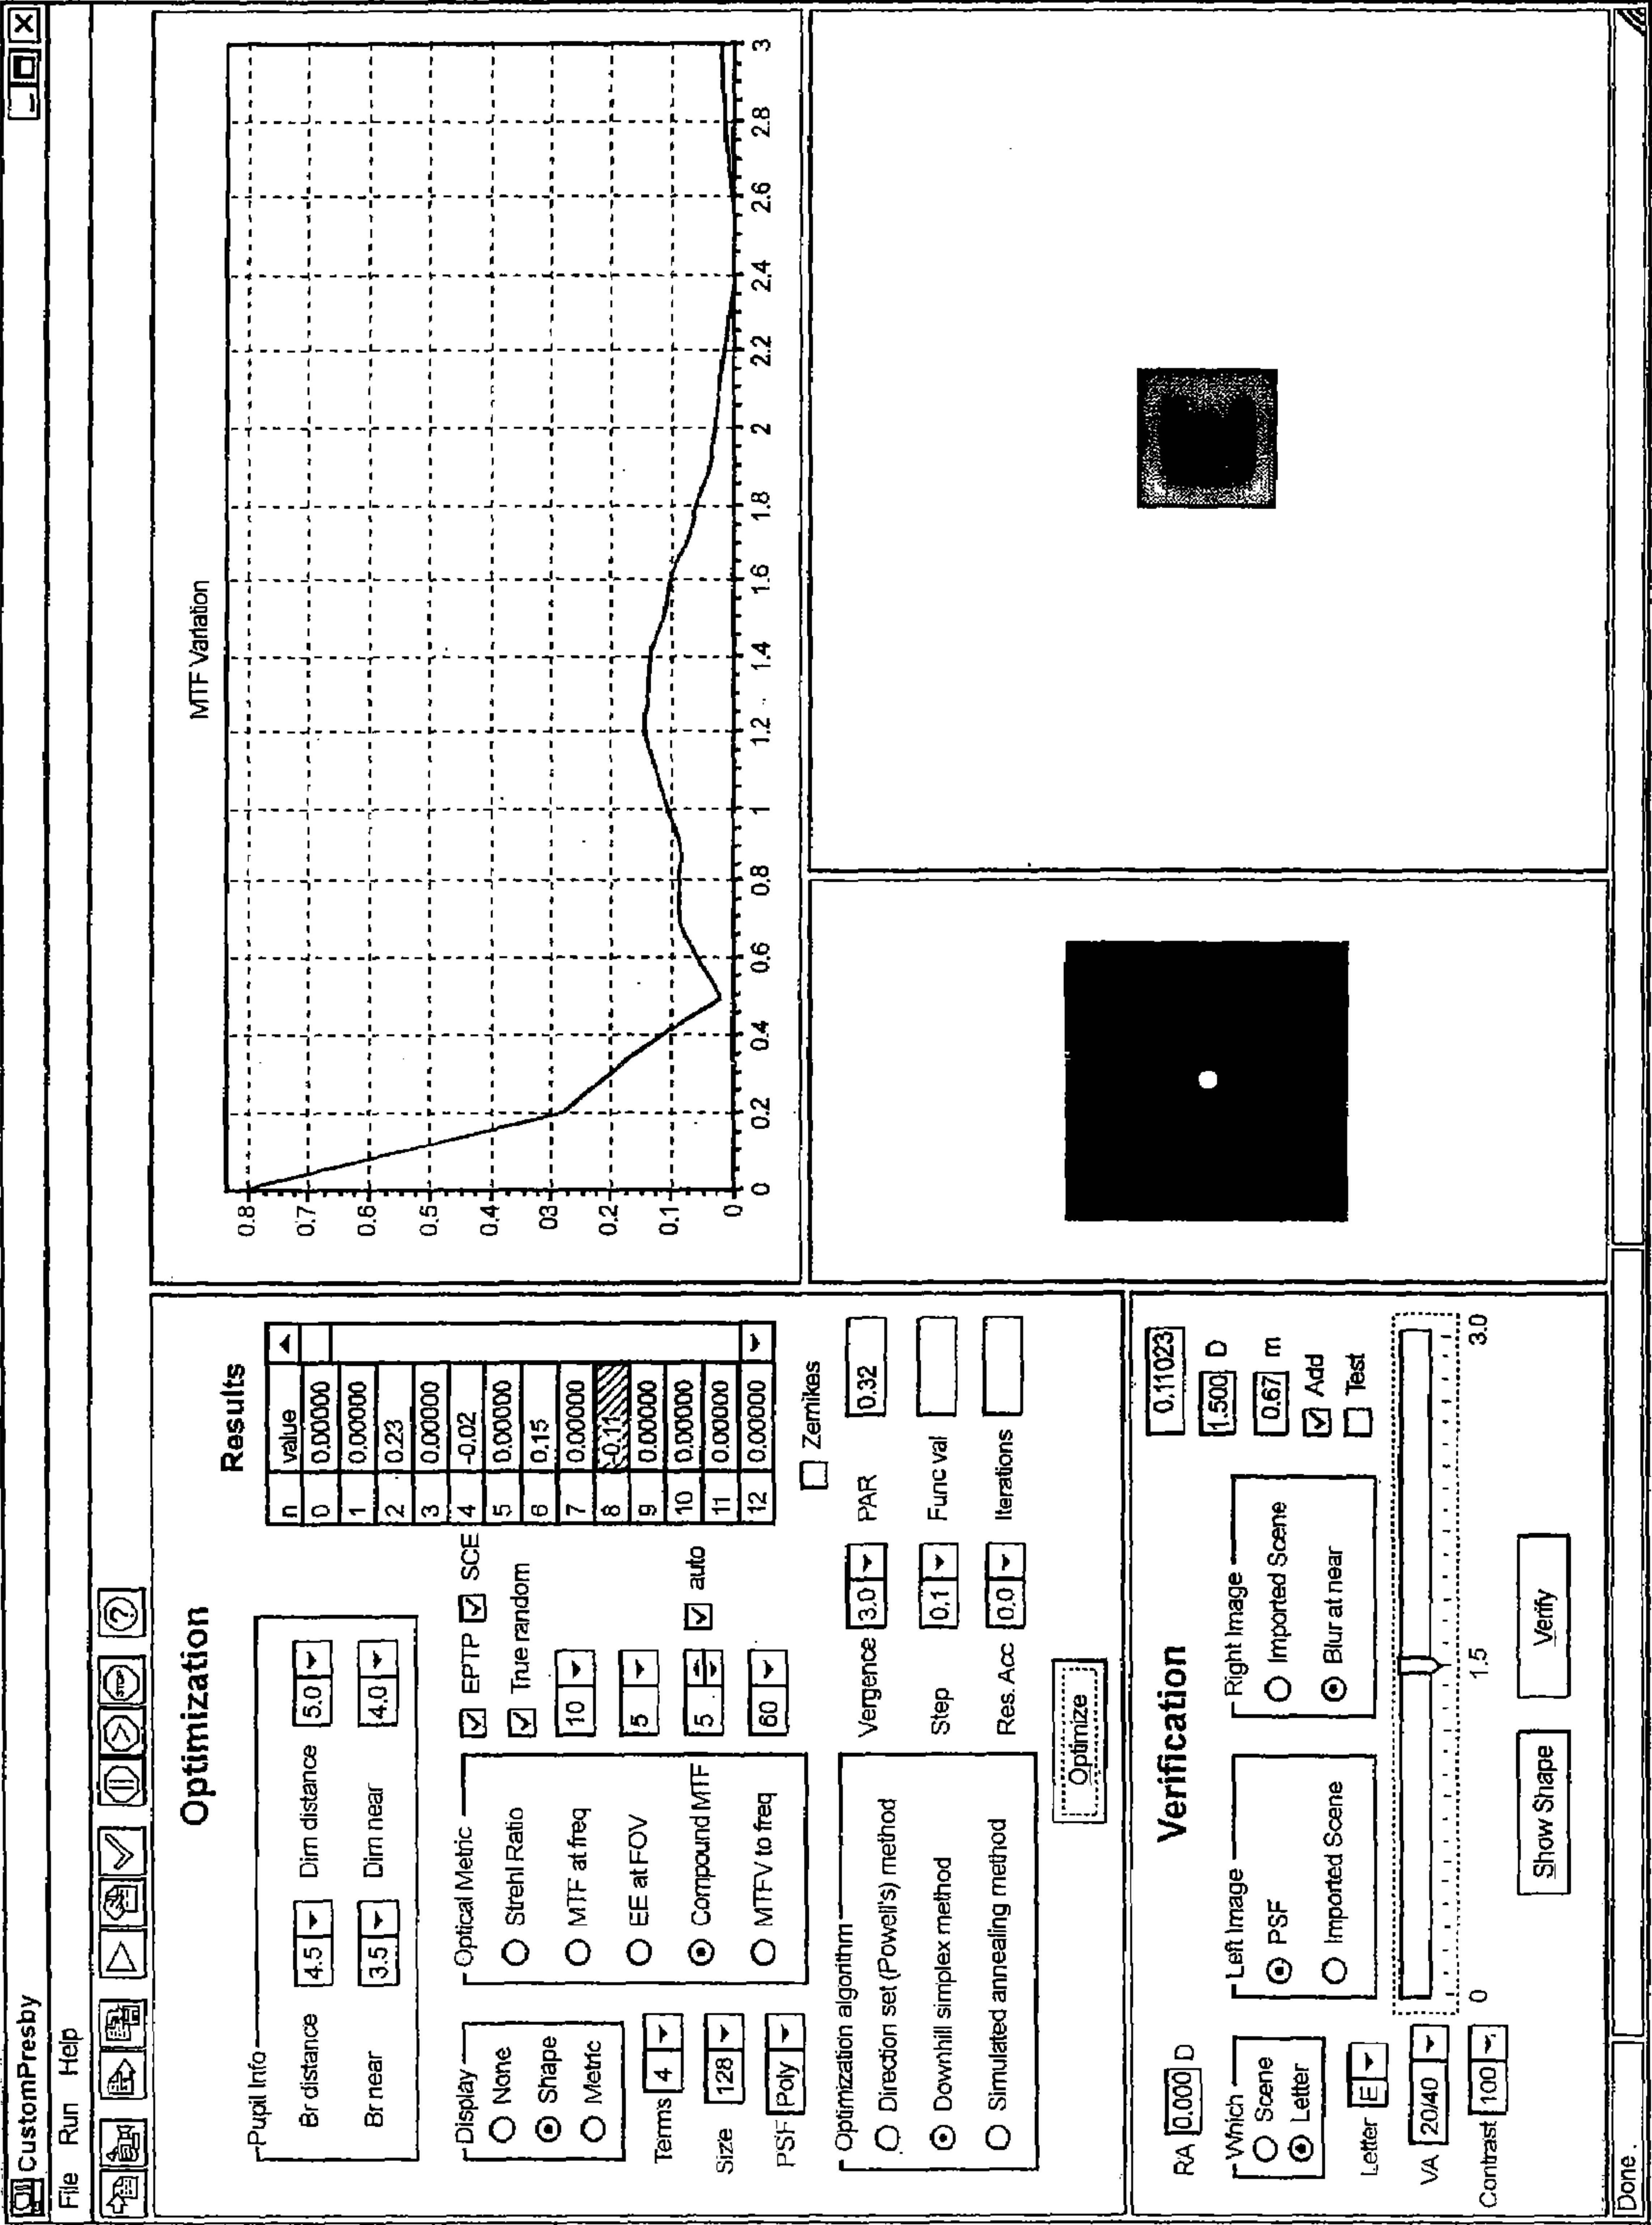 CustomPresby
File Run Help
STOP ?
Optimization
Pupil Info
Br distance 4.5 Dim distance 5.0
Br near 3.5 Dim near 4.0
Display
None
Shape
Metric
Terms 4
Size 128
PSF Poly
Optical Metric
Strehl Ratio
MTF at freq
EE at FOV
Compound MTF
MTFV to freq
EPTP SCE
True random
10
5
5 auto
60
Results
n value
0 0.00000
1 0.00000
2 0.23
3 0.00000
4 -0.02
5 0.00000
6 0.15
7 0.00000
8 -0.11
9 0.00000
10 0.00000
11 0.00000
12 0.00000
Zernikes
Optimization algorithm
Direction set (Powell's) method
Downhill simplex method
Simulated annealing method
Vergence 3.0 PAR 0.32
Step 0.1 Func val
Res. Acc 0.0 Iterations
Optimize
MTF Variation
0.8
0.7
0.6
0.5
0.4
03
0.2
0.1
0
0 0.2 0.4 0.6 0.8 1 1.2 1.4 1.6 1.8 2 2.2 2.4 2.6 2.8 3
Verification
RA 0.000 D
Which
Scene
Letter
Letter E
VA 20/40
Contrast 100
Left Image
PSF
Imported Scene
Right Image
Imported Scene
Blur at near
0.11023
1.500 D
0.67 m
Add
Test
0 1.5 3.0
Show Shape Verify
Done.